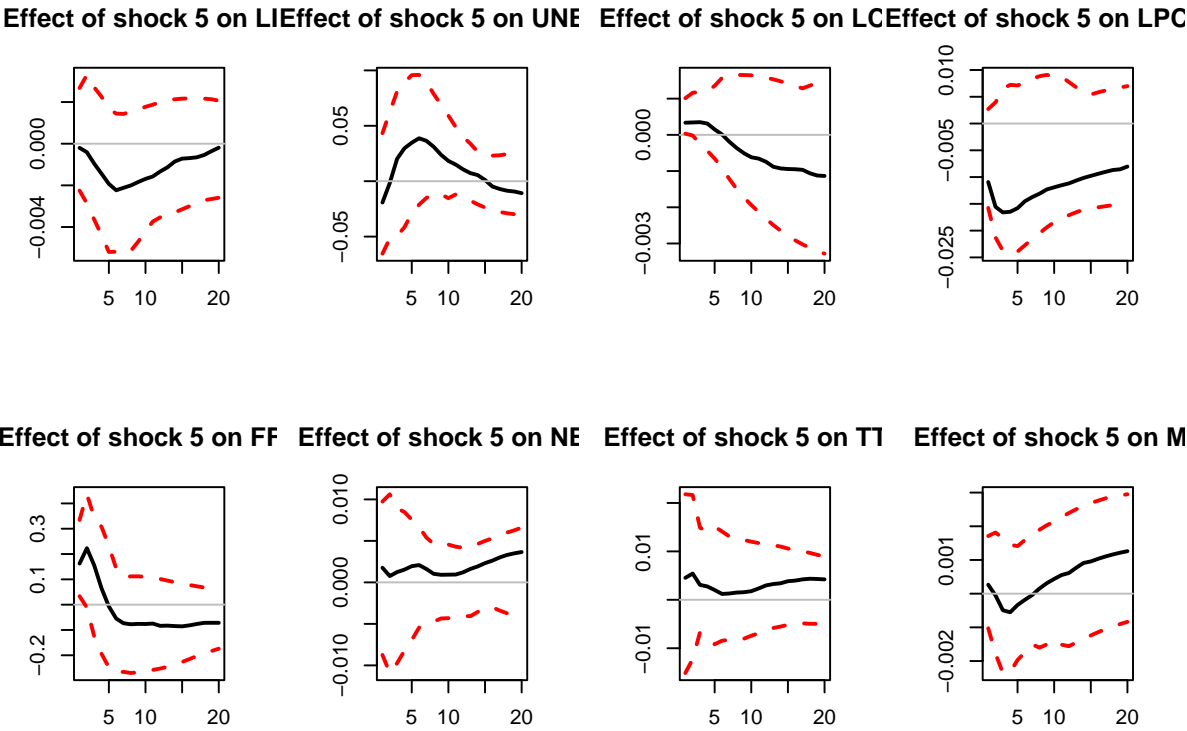 Effect of shock 5 on LI
Effect of shock 5 on UNE
Effect of shock 5 on LC
Effect of shock 5 on LPC
0.000
-0.004
5 10 20
0.05
-0.05
5 10 20
0.000
-0.003
5 10 20
0.010
-0.005
-0.025
5 10 20
Effect of shock 5 on FF
Effect of shock 5 on NE
Effect of shock 5 on TT
Effect of shock 5 on M
0.3
0.1
-0.2
5 10 20
0.010
0.000
-0.010
5 10 20
0.01
-0.01
5 10 20
0.001
-0.002
5 10 20